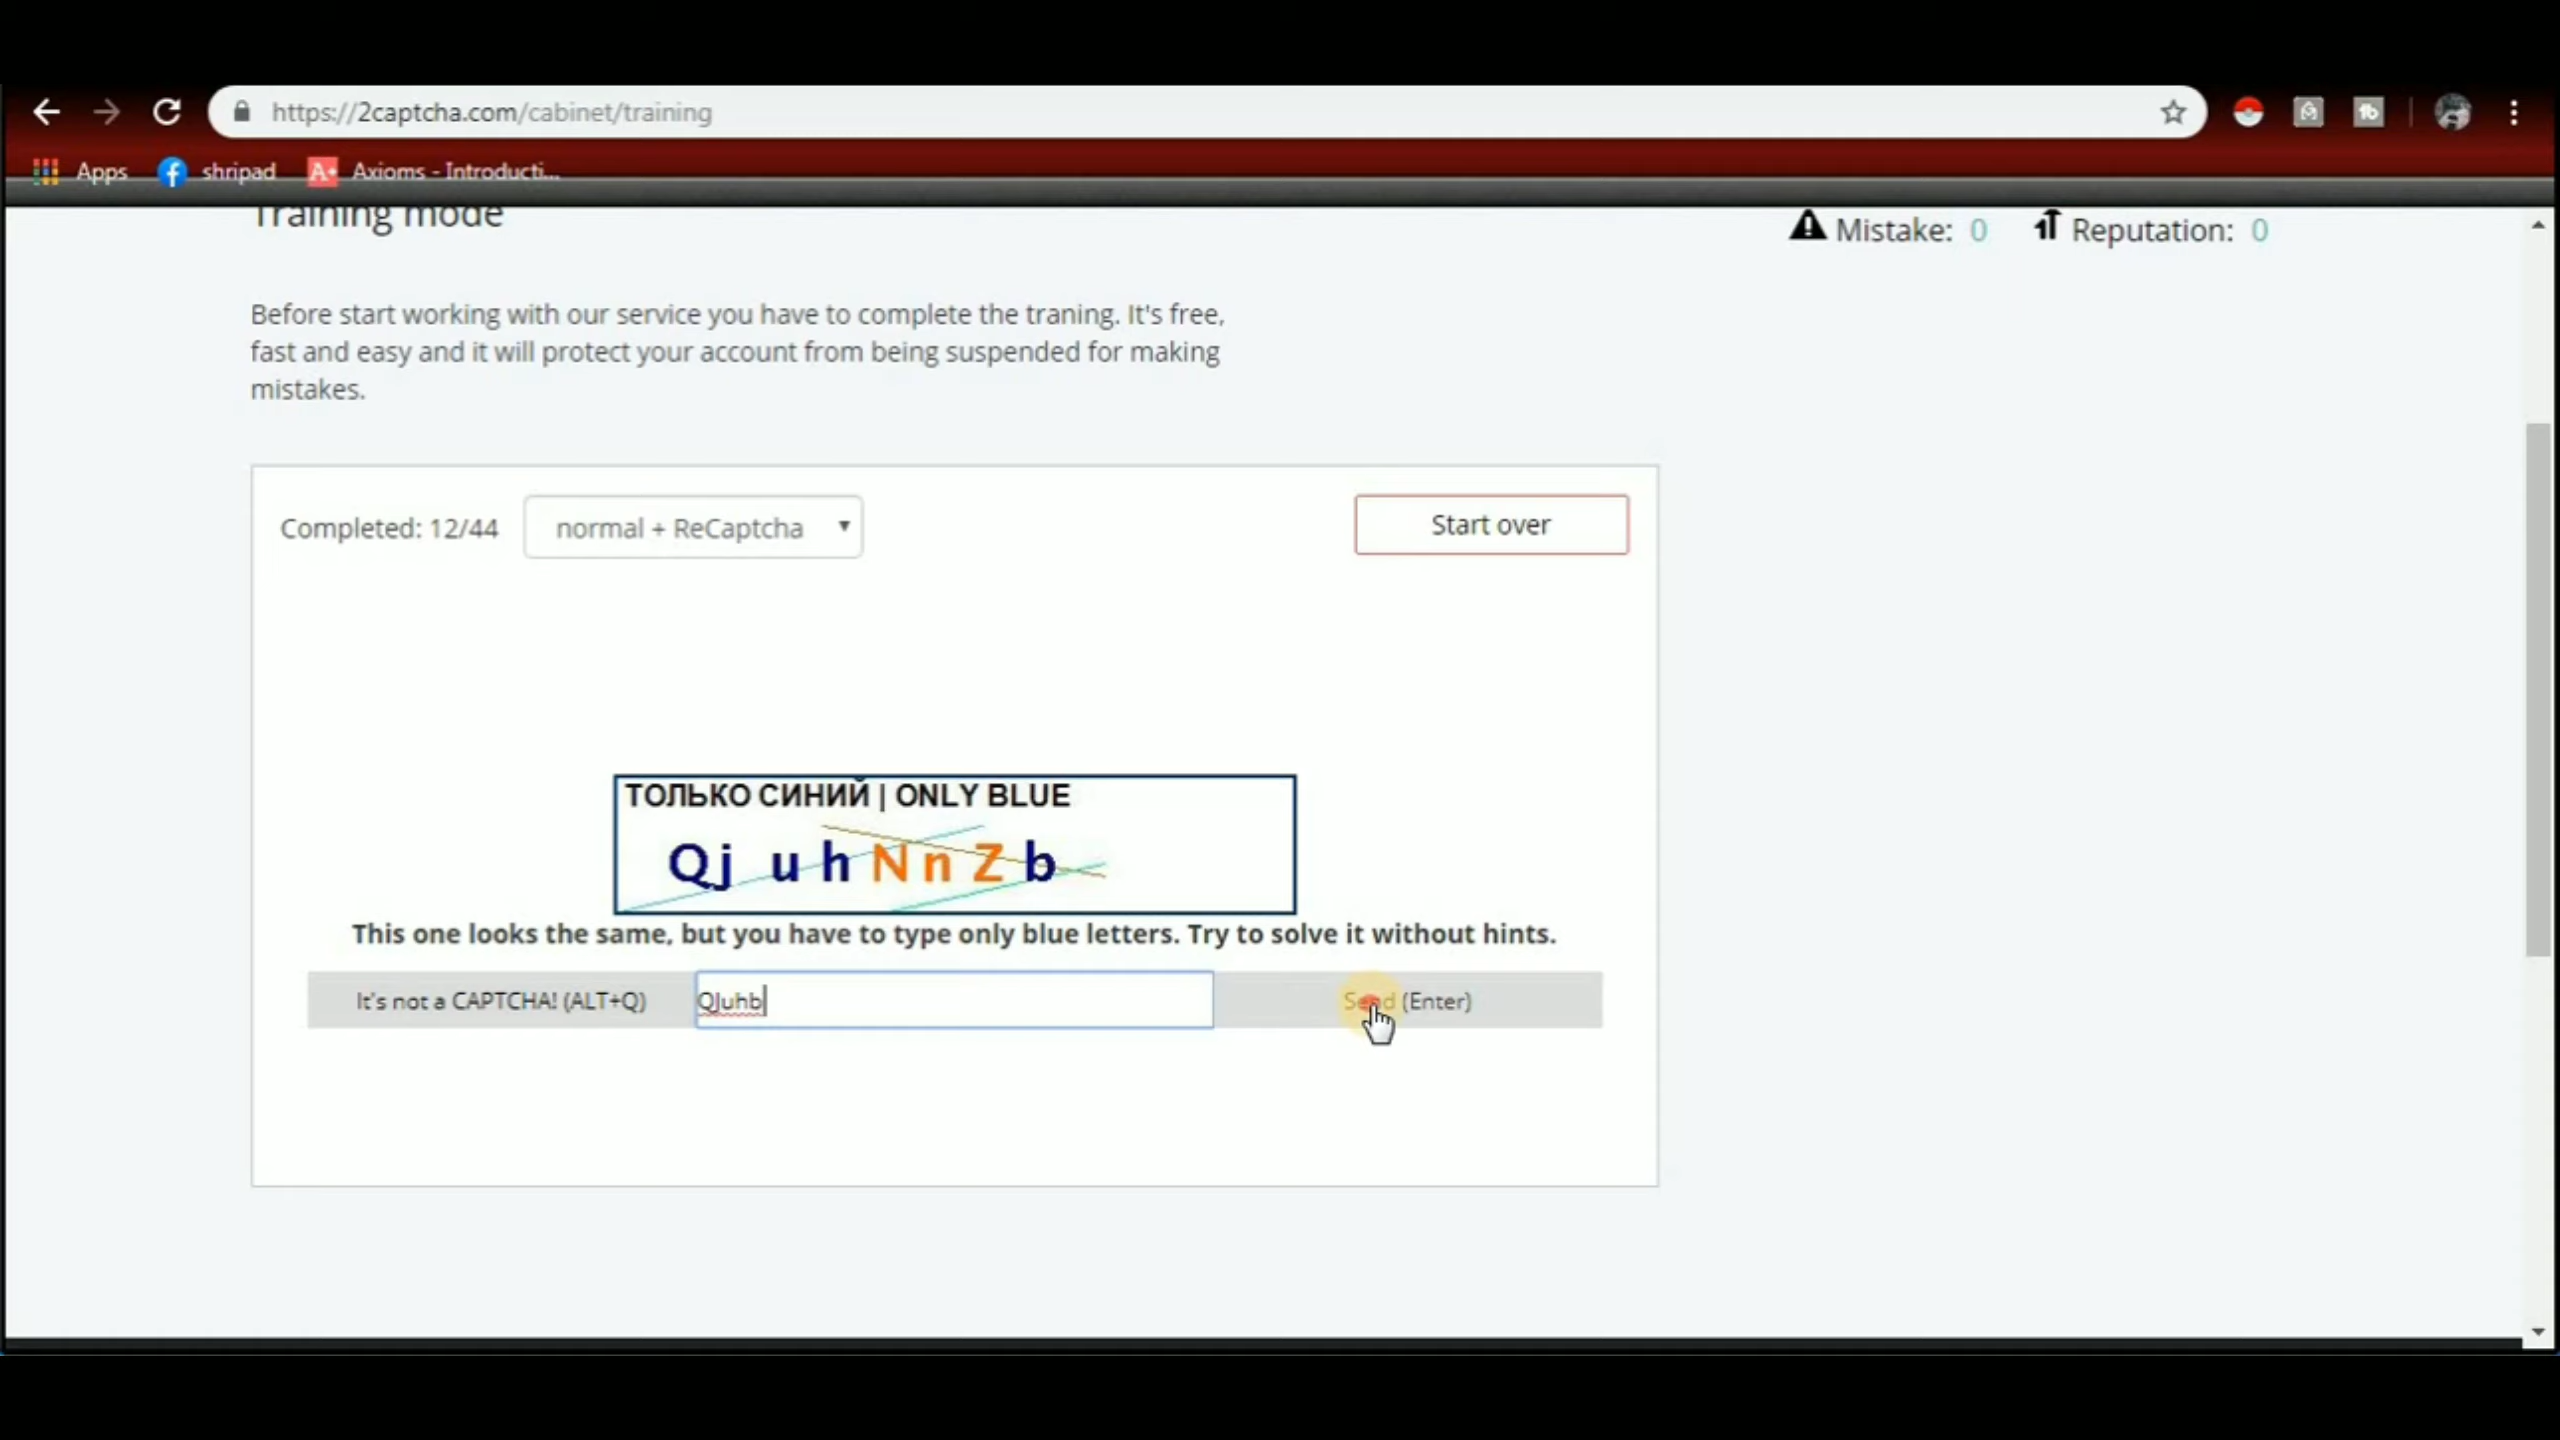 https://2captcha.com/cabinet/training
Apps
shripad
A+ Axioms - Introducti...
Training mode
Mistake: 0
Reputation: 0
Before start working with our service you have to complete the traning. It's free,
fast and easy and it will protect your account from being suspended for making
mistakes.
Completed: 12/44
normal + ReCaptcha
Start over
ТОЛЬКО СИНИЙ | ONLY BLUE
Qj u h N n Z b
This one looks the same, but you have to type only blue letters. Try to solve it without hints.
It's not a CAPTCHA! (ALT+Q)
QJuhb
Send (Enter)